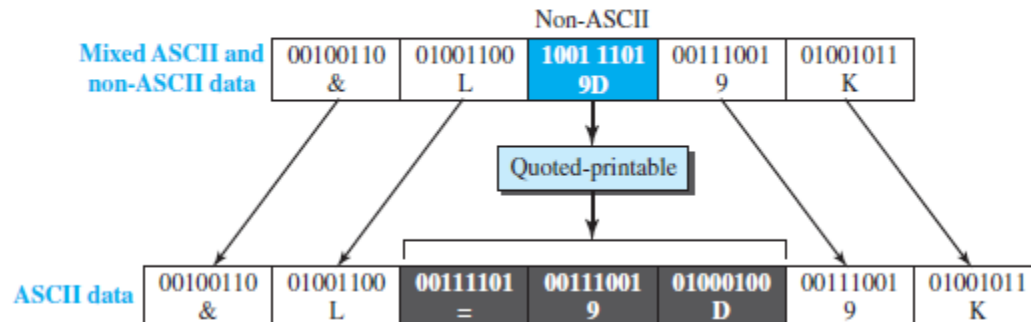 Non-ASCII
Mixed ASCII and non-ASCII data
00100110 01001100 1001 1101 00111001 01001011
& L 9D 9 K
Quoted-printable
ASCII data
00100110 01001100 00111101 00111001 01000100 00111001 01001011
& L = 9 D 9 K